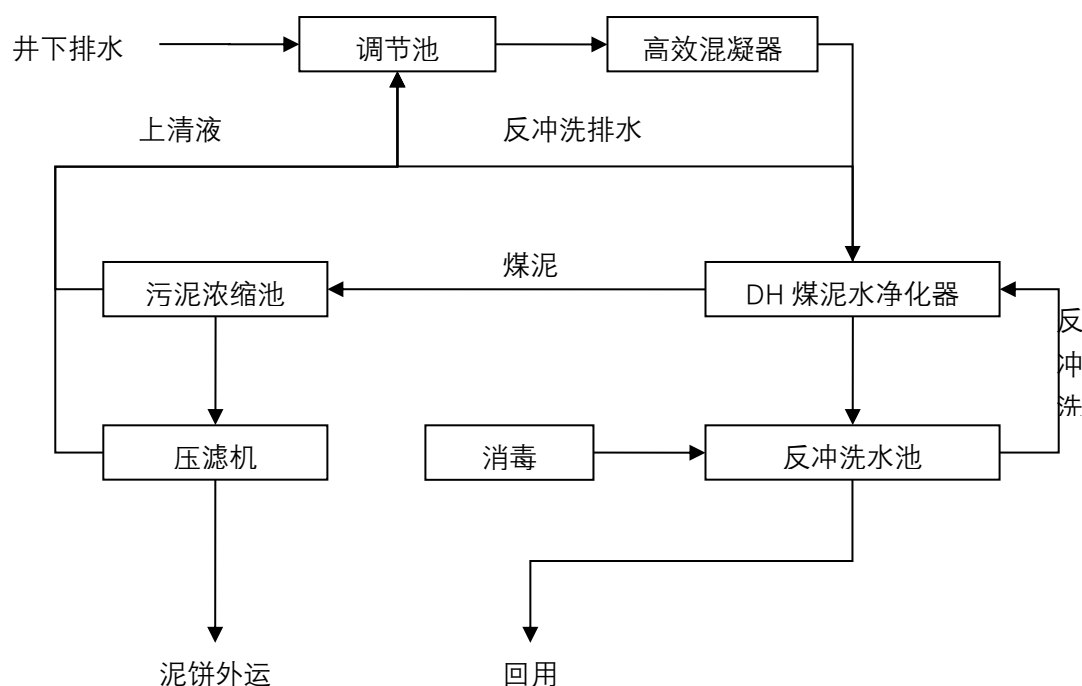 井下排水
调节池
高效混凝器
上清液
反冲洗排水
煤泥
污泥浓缩池
DH 煤泥水净化器
反
冲
洗
压滤机
消毒
反冲洗水池
泥饼外运
回用